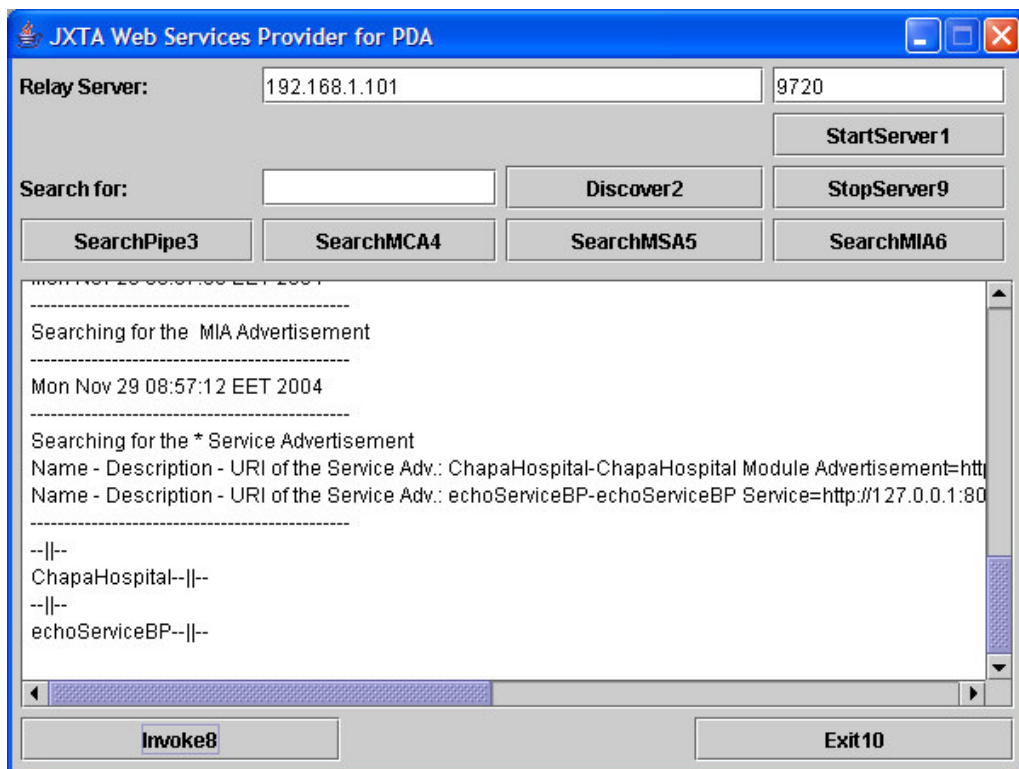 JXTA Web Services Provider for PDA
Relay Server: 192.168.1.101 9720
StartServer1
Search for: Discover2 StopServer9
SearchPipe3 SearchMCA4 SearchMSA5 SearchMIA6
----------------------------------------------
Searching for the  MIA Advertisement
----------------------------------------------
Mon Nov 29 08:57:12 EET 2004
----------------------------------------------
Searching for the * Service Advertisement
Name - Description - URI of the Service Adv.: ChapaHospital-ChapaHospital Module Advertisement=http
Name - Description - URI of the Service Adv.: echoServiceBP-echoServiceBP Service=http://127.0.0.1:80
----------------------------------------------
--||--
ChapaHospital--||--
--||--
echoServiceBP--||--
Invoke8 Exit10